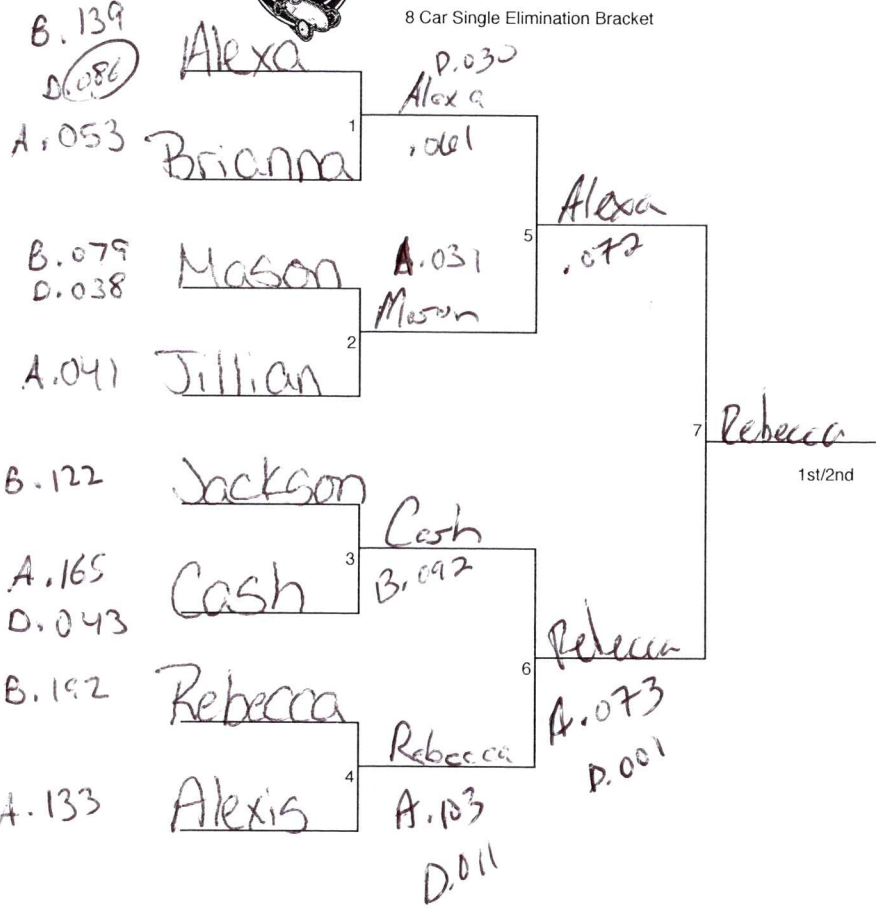 8 Car Single Elimination Bracket
B.139
D.086
Alexa
D.030
Alexa
1
.061
A.053
Brianna
Alexa
5
.072
B.079
D.038
Mason
A.031
Mason
2
A.041
Jillian
7
Rebecca
1st/2nd
B.122
Jackson
Cash
3
B.092
A.165
D.043
Cash
Rebecca
6
A.073
D.001
B.192
Rebecca
Rebecca
4
A.103
D.011
A.133
Alexis